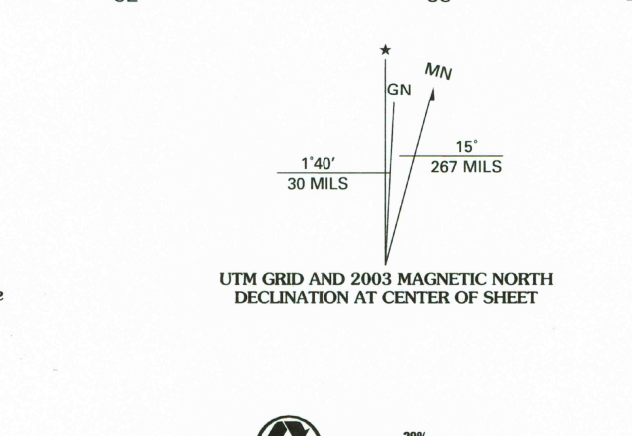 ★
MN
GN
15°
1°40'
267 MILS
30 MILS
UTM GRID AND 2003 MAGNETIC NORTH
DECLINATION AT CENTER OF SHEET